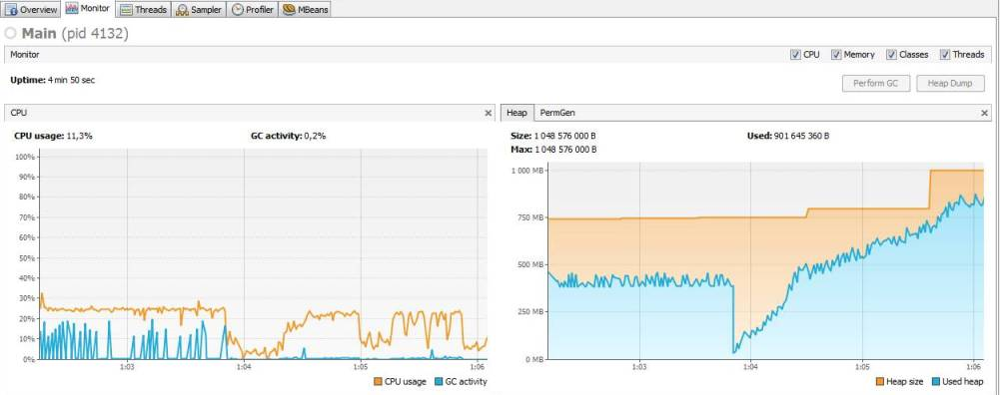 Overview Monitor Threads Sampler Profiler MBeans
Main (pid 4132)
Monitor CPU Memory Classes Threads
Uptime: 4 min 50 sec
Perform GC Heap Dump
CPU
CPU usage: 11,3% GC activity: 0,2%
100%
90%
80%
70%
60%
50%
40%
30%
20%
10%
0%
1:03 1:04 1:05 1:06
CPU usage GC activity
Heap PermGen
Size: 1 048 576 000 B Used: 901 645 360 B
Max: 1 048 576 000 B
1 000 MB
750 MB
500 MB
250 MB
0 MB
1:03 1:04 1:05 1:06
Heap size Used heap